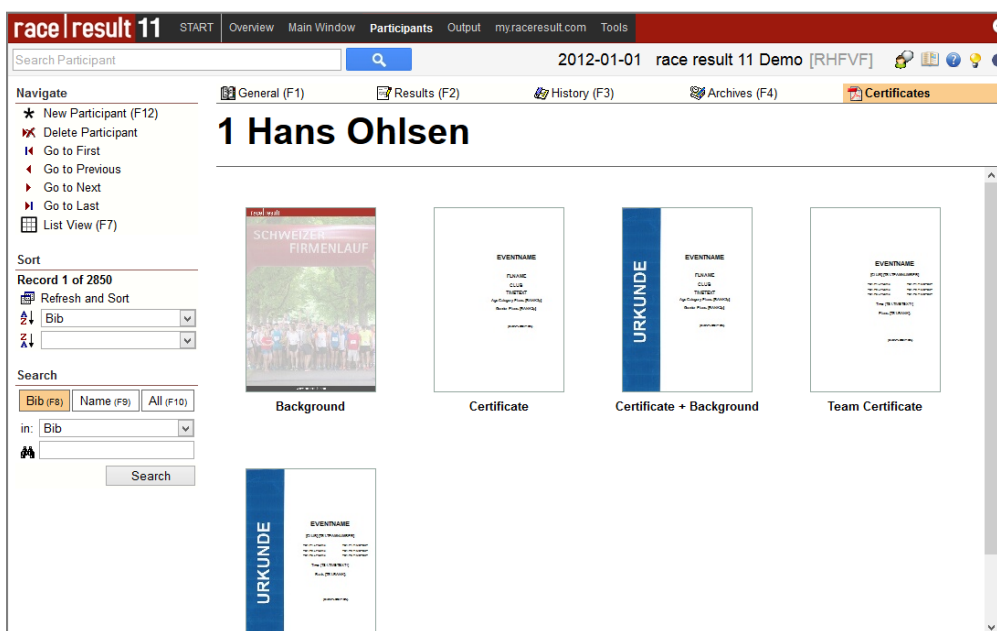 race result 11 START Overview Main Window Participants Output my.raceresult.com Tools
Search Participant
2012-01-01 race result 11 Demo [RHFVF]
Navigate
New Participant (F12)
Delete Participant
Go to First
Go to Previous
Go to Next
Go to Last
List View (F7)
Sort
Record 1 of 2850
Refresh and Sort
Bib
Search
Bib (F8) Name (F9) All (F10)
in: Bib
Search
General (F1) Results (F2) History (F3) Archives (F4) Certificates
1 Hans Ohlsen
race result
SCHWEIZER
FIRMENLAUF
Background
EVENTNAME
FLNAME
CLUB
TIMETEXT
Certificate
URKUNDE
EVENTNAME
FLNAME
CLUB
TIMETEXT
Certificate + Background
EVENTNAME
Team Certificate
URKUNDE
EVENTNAME